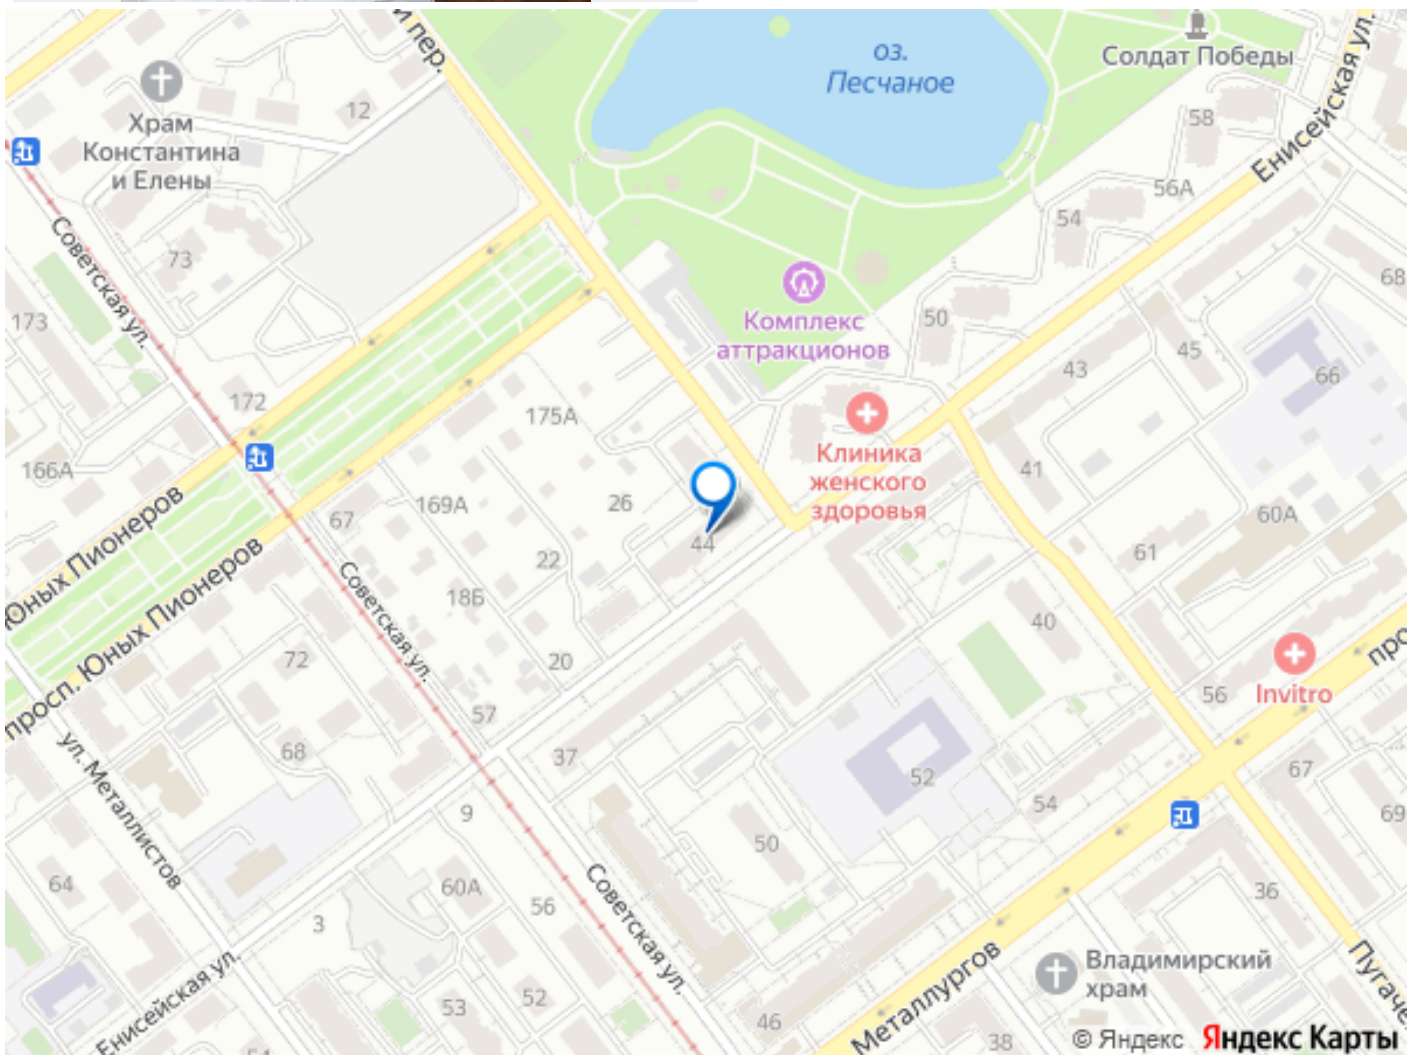 оз.
Песчаное
Солдат Победы
Енисейская ул.
й пер.
Храм
Константина
и Елены
12
58
56А
54
68
73
Советская ул.
173
Комплекс
аттракционов
50
45
43
66
172
175А
Клиника
женского
здоровья
166А
169А
26
41
60А
67
44
61
Юных Пионеров
просп. Юных Пионеров
22
18Б
Советская ул.
40
72
20
57
56
Invitro
про
ул. Металлистов
68
37
52
54
67
69
9
50
64
60А
56
36
3
Советская ул.
Енисейская ул.
53
52
46
Металлургов
Владимирский
храм
Пугаче
38
© Яндекс Яндекс Карты